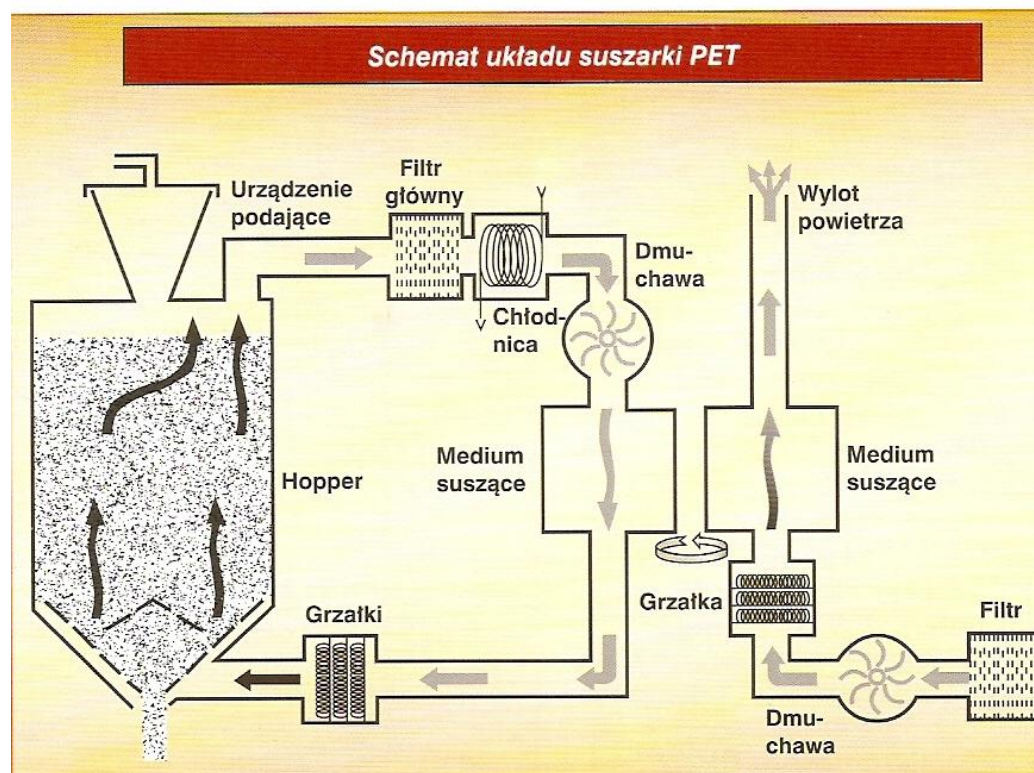 Schemat układu suszarki PET
Urządzenie
podające
Filtr
główny
Chłod-
nica
Dmu-
chawa
Wylot
powietrza
Hopper
Medium
suszące
Medium
suszące
Grzałki
Grzałka
Filtr
Dmu-
chawa